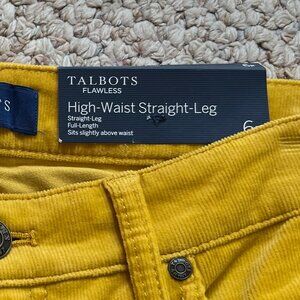 TALBOTS
FLAWLESS
High-Waist Straight-Leg
Straight-Leg
Full-Length
Sits slightly above waist
6